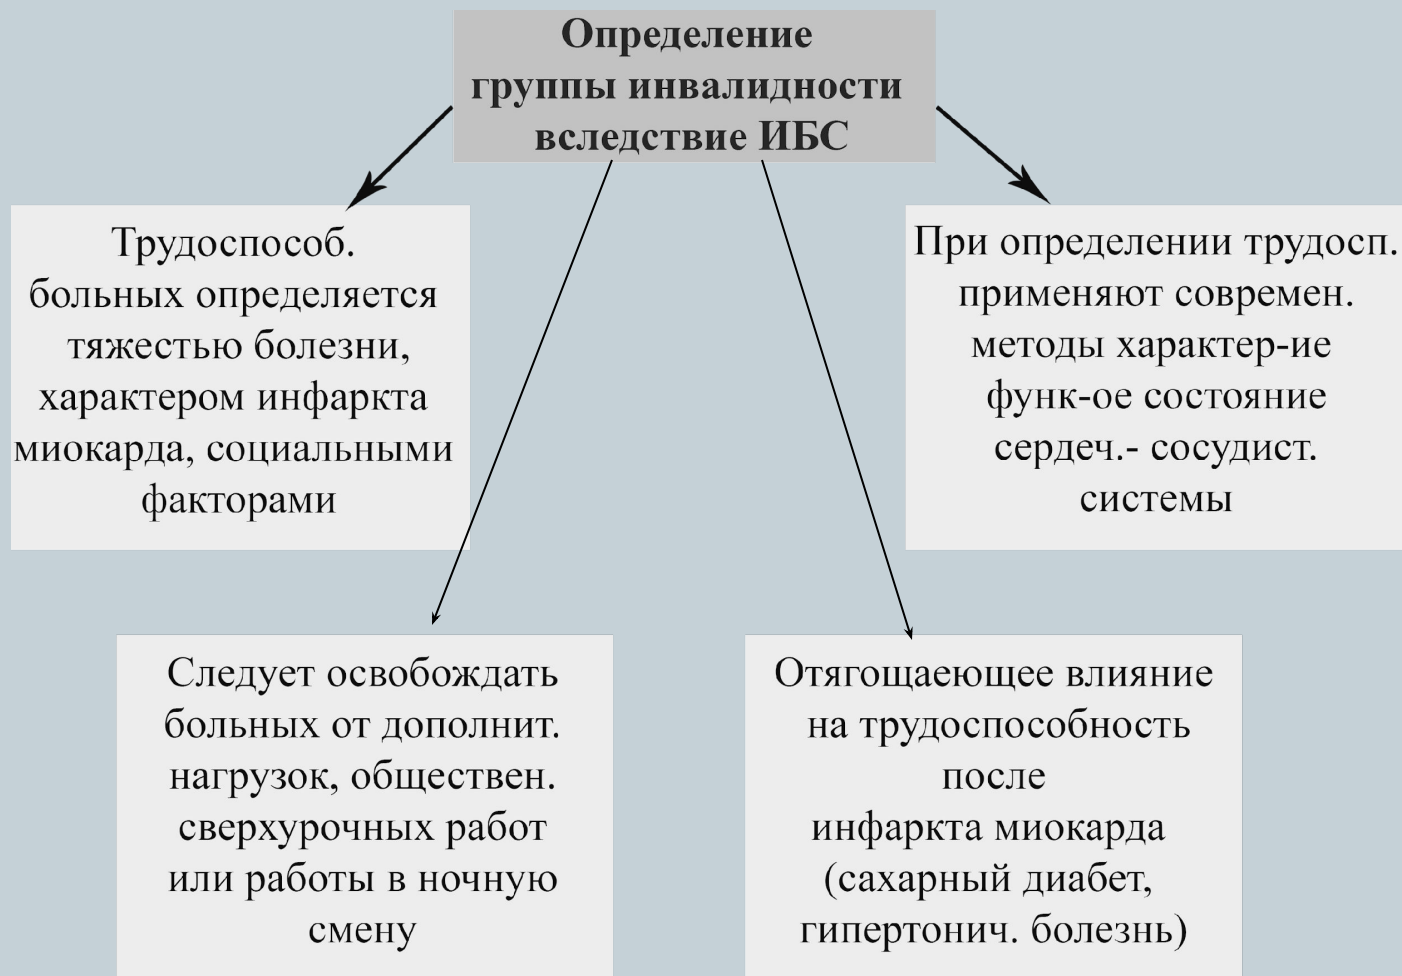 Определение
группы инвалидности
вследствие ИБС
Трудоспособ.
больных определяется
тяжестью болезни,
характером инфаркта
миокарда, социальными
факторами
При определении трудосп.
применяют современ.
методы характер-ие
функ-ое состояние
сердеч.- сосудист.
системы
Следует освобождать
больных от дополнит.
нагрузок, обществен.
сверхурочных работ
или работы в ночную
смену
Отягощаеющее влияние
на трудоспособность
после
инфаркта миокарда
(сахарный диабет,
гипертонич. болезнь)